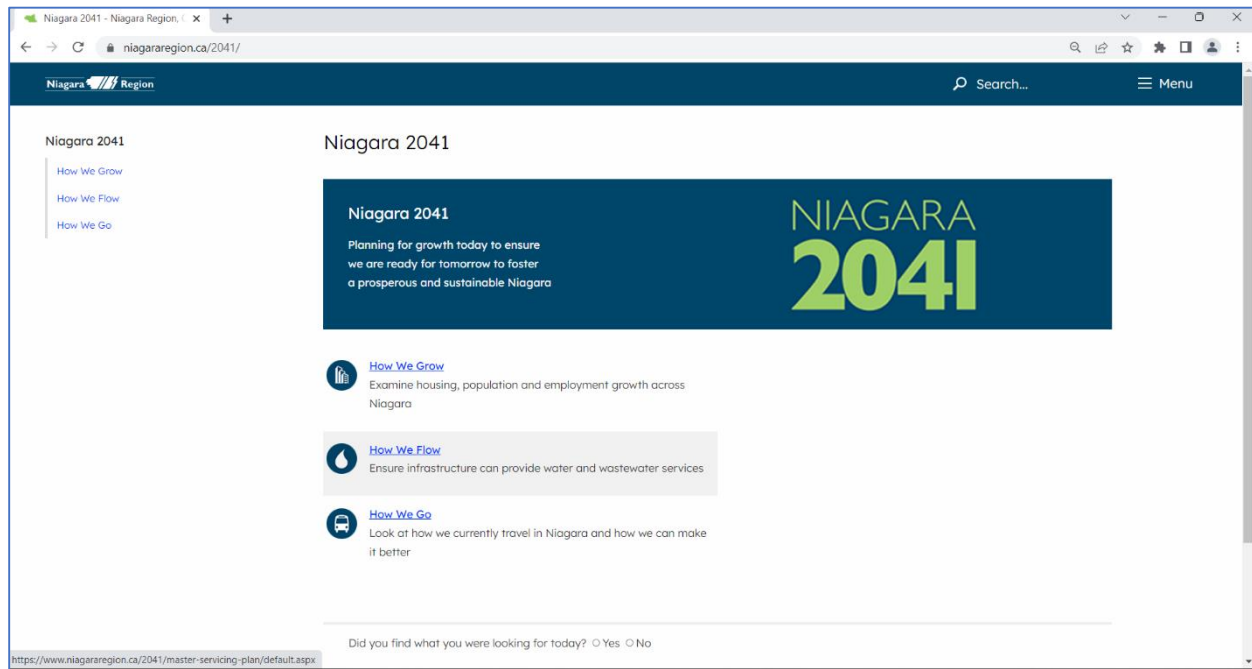 Niagara 2041 - Niagara Region, (
niagararegion.ca/2041/
Niagara Region
Search...
Menu
Niagara 2041
How We Grow
How We Flow
How We Go
Niagara 2041
Niagara 2041
Planning for growth today to ensure
we are ready for tomorrow to foster
a prosperous and sustainable Niagara
NIAGARA
2041
How We Grow
Examine housing, population and employment growth across
Niagara
How We Flow
Ensure infrastructure can provide water and wastewater services
How We Go
Look at how we currently travel in Niagara and how we can make
it better
Did you find what you were looking for today? Yes No
https://www.niagararegion.ca/2041/master-servicing-plan/default.aspx